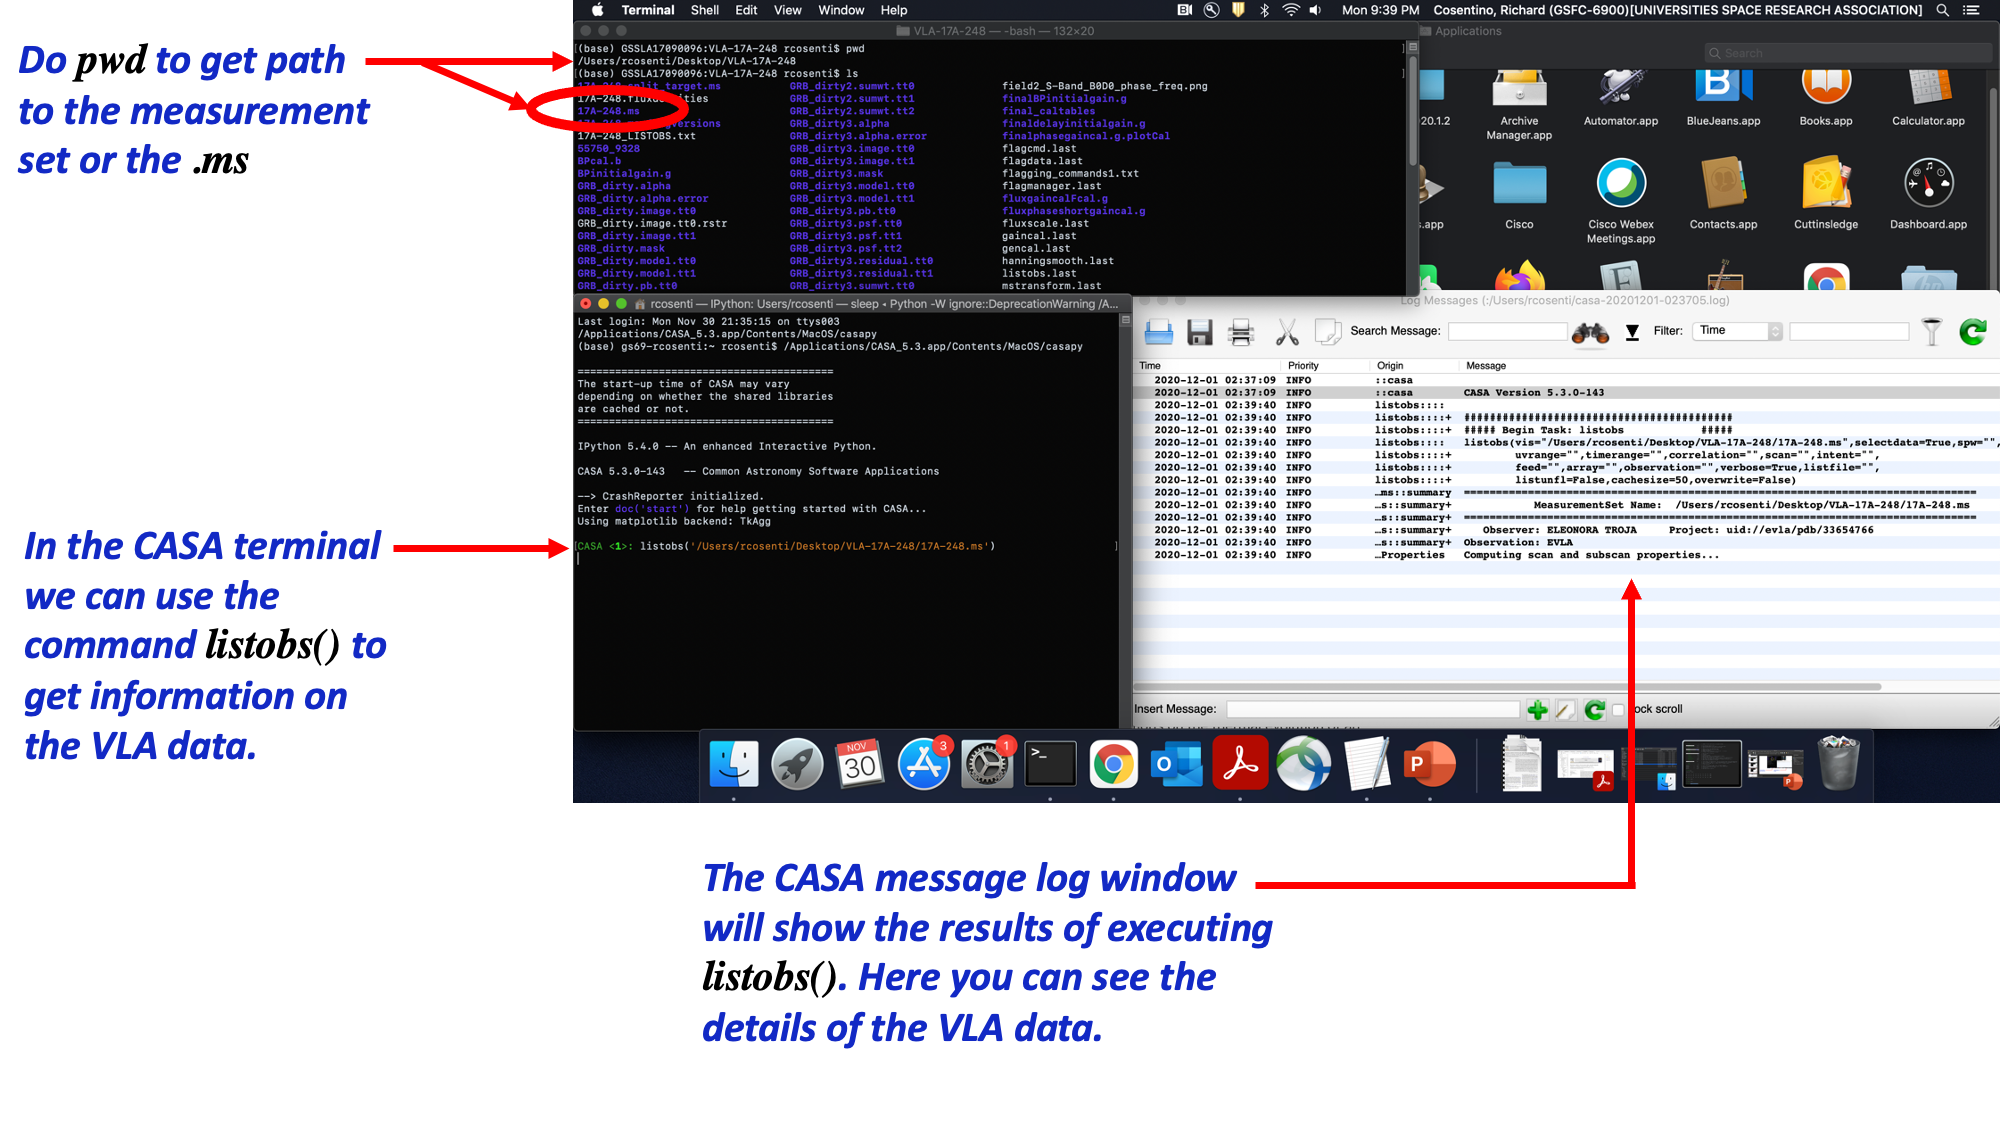 Terminal Shell Edit View Window Help
Mon 9:39 PM Cosentino, Richard (GSFC-6900)[UNIVERSITIES SPACE RESEARCH ASSOCIATION]
Do pwd to get path
to the measurement
set or the .ms
VLA-17A-248 — -bash — 132×20
[(base) GSSLA17090096:VLA-17A-248 rcosenti$ pwd ]
/Users/rcosenti/Desktop/VLA-17A-248
[(base) GSSLA17090096:VLA-17A-248 rcosenti$ ls ]
GRB_dirty2.sumwt.tt0 field2_S-Band_B0D0_phase_freq.png
GRB_dirty2.sumwt.tt1 finalBPinitialgain.g
17A-248.ms GRB_dirty2.sumwt.tt2 final_caltables
GRB_dirty3.alpha finaldelayinitialgain.g
17A-248_LISTOBS.txt GRB_dirty3.alpha.error finalphasegaincal.g.plotCal
55750_9328 GRB_dirty3.image.tt0 flagcmd.last
BPcal.b GRB_dirty3.image.tt1 flagdata.last
BPinitialgain.g GRB_dirty3.mask flagging_commands1.txt
GRB_dirty.alpha GRB_dirty3.model.tt0 flagmanager.last
GRB_dirty.alpha.error GRB_dirty3.model.tt1 fluxgaincalFcal.g
GRB_dirty.image.tt0 GRB_dirty3.pb.tt0 fluxphaseshortgaincal.g
GRB_dirty.image.tt0.rstr GRB_dirty3.psf.tt0 fluxscale.last
GRB_dirty.image.tt1 GRB_dirty3.psf.tt1 gaincal.last
GRB_dirty.mask GRB_dirty3.psf.tt2 gencal.last
GRB_dirty.model.tt0 GRB_dirty3.residual.tt0 hanningsmooth.last
GRB_dirty.model.tt1 GRB_dirty3.residual.tt1 listobs.last
GRB_dirty.pb.tt0 GRB_dirty3.sumwt.tt0 mstransform.last
Applications
Search
20.1.2 Archive Manager.app Automator.app BlueJeans.app Books.app Calculator.app
s.app Cisco Cisco Webex Meetings.app Contacts.app Cuttinsledge Dashboard.app
rcosenti — IPython: Users/rcosenti — sleep ◂ Python -W ignore::DeprecationWarning /A...
Last login: Mon Nov 30 21:35:15 on ttys003
/Applications/CASA_5.3.app/Contents/MacOS/casapy
(base) gs69-rcosenti:~ rcosenti$ /Applications/CASA_5.3.app/Contents/MacOS/casapy
=========================================
The start-up time of CASA may vary
depending on whether the shared libraries
are cached or not.
=========================================
IPython 5.4.0 -- An enhanced Interactive Python.
CASA 5.3.0-143 -- Common Astronomy Software Applications
--> CrashReporter initialized.
Enter doc('start') for help getting started with CASA...
Using matplotlib backend: TkAgg
[CASA <1>: listobs('/Users/rcosenti/Desktop/VLA-17A-248/17A-248.ms') ]
In the CASA terminal
we can use the
command listobs() to
get information on
the VLA data.
Log Messages (:/Users/rcosenti/casa-20201201-023705.log)
Search Message: Filter: Time
Time Priority Origin Message
2020-12-01 02:37:09 INFO ::casa
2020-12-01 02:37:09 INFO ::casa CASA Version 5.3.0-143
2020-12-01 02:39:40 INFO listobs::::
2020-12-01 02:39:40 INFO listobs::::+ ##########################################
2020-12-01 02:39:40 INFO listobs::::+ ##### Begin Task: listobs #####
2020-12-01 02:39:40 INFO listobs:::: listobs(vis="/Users/rcosenti/Desktop/VLA-17A-248/17A-248.ms",selectdata=True,spw="",
2020-12-01 02:39:40 INFO listobs::::+ uvrange="",timerange="",correlation="",scan="",intent="",
2020-12-01 02:39:40 INFO listobs::::+ feed="",array="",observation="",verbose=True,listfile="",
2020-12-01 02:39:40 INFO listobs::::+ listunfl=False,cachesize=50,overwrite=False)
2020-12-01 02:39:40 INFO …ms::summary ================================================================================
2020-12-01 02:39:40 INFO …s::summary+ MeasurementSet Name: /Users/rcosenti/Desktop/VLA-17A-248/17A-248.ms
2020-12-01 02:39:40 INFO …s::summary+ ================================================================================
2020-12-01 02:39:40 INFO …s::summary+ Observer: ELEONORA TROJA Project: uid://evla/pdb/33654766
2020-12-01 02:39:40 INFO …s::summary+ Observation: EVLA
2020-12-01 02:39:40 INFO …Properties Computing scan and subscan properties...
Insert Message: ock scroll
NOV
30
3
1
The CASA message log window
will show the results of executing
listobs(). Here you can see the
details of the VLA data.